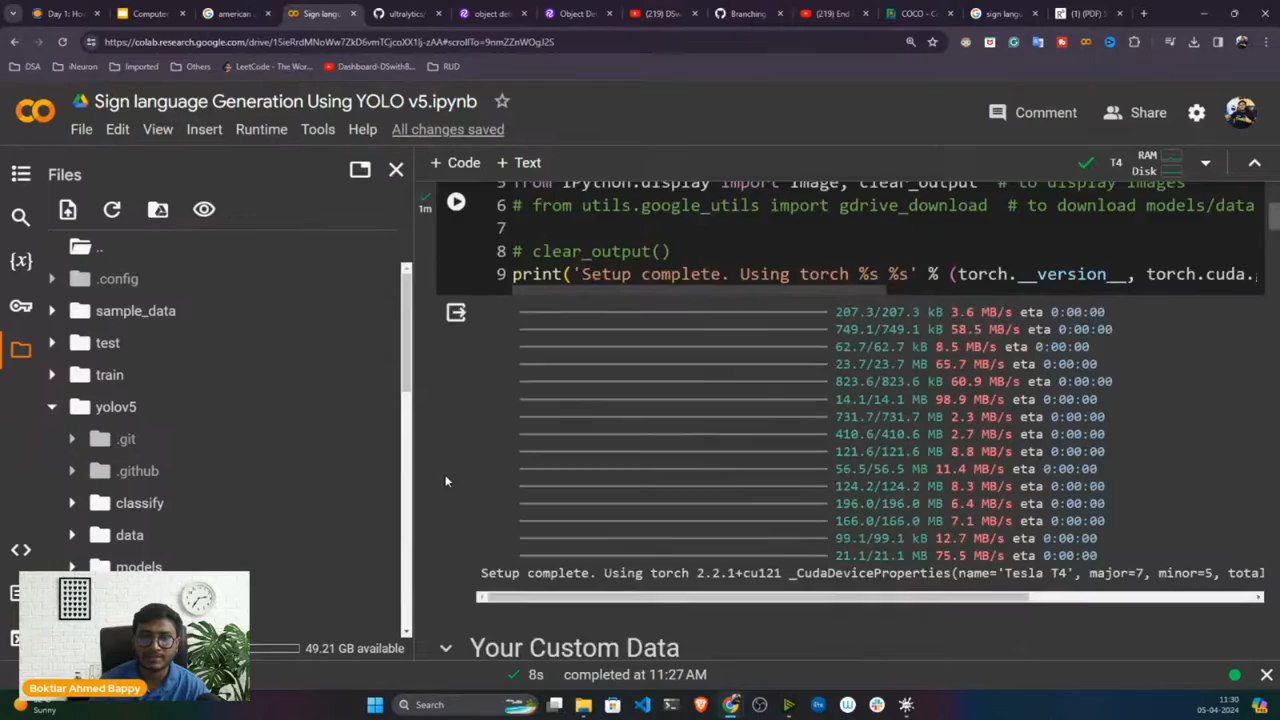 Day 1: Ho
Computer
american
Sign langu
ultralytics/
object det
Object De
(219) DSw
Branching
(219) End
COCO - C
sign langu
(1) (PDF) S
https://colab.research.google.com/drive/15ieRrdMNoWw7ZkD6vmTCjcoXX1lj-zAA#scrollTo=9nmZZnWOgJ2S
DSA
iNeuron
Imported
Others
LeetCode - The Wor...
Dashboard-DSwithB...
RUD
Sign language Generation Using YOLO v5.ipynb
Comment
Share
File Edit View Insert Runtime Tools Help All changes saved
Files
+ Code + Text
T4
RAM
Disk
..
.config
sample_data
test
train
yolov5
.git
.github
classify
data
models
49.21 GB available
1m
5 from IPython.display import Image, clear_output # to display images
6 # from utils.google_utils import gdrive_download # to download models/data
7
8 # clear_output()
9 print('Setup complete. Using torch %s %s' % (torch.__version__, torch.cuda.
207.3/207.3 kB 3.6 MB/s eta 0:00:00
749.1/749.1 kB 58.5 MB/s eta 0:00:00
62.7/62.7 kB 8.5 MB/s eta 0:00:00
23.7/23.7 MB 65.7 MB/s eta 0:00:00
823.6/823.6 kB 60.9 MB/s eta 0:00:00
14.1/14.1 MB 98.9 MB/s eta 0:00:00
731.7/731.7 MB 2.3 MB/s eta 0:00:00
410.6/410.6 MB 2.7 MB/s eta 0:00:00
121.6/121.6 MB 8.8 MB/s eta 0:00:00
56.5/56.5 MB 11.4 MB/s eta 0:00:00
124.2/124.2 MB 8.3 MB/s eta 0:00:00
196.0/196.0 MB 6.4 MB/s eta 0:00:00
166.0/166.0 MB 7.1 MB/s eta 0:00:00
99.1/99.1 kB 12.7 MB/s eta 0:00:00
21.1/21.1 MB 75.5 MB/s eta 0:00:00
Setup complete. Using torch 2.2.1+cu121 _CudaDeviceProperties(name='Tesla T4', major=7, minor=5, total
Your Custom Data
8s completed at 11:27 AM
Boktiar Ahmed Bappy
Sunny
Search
11:30
05-04-2024